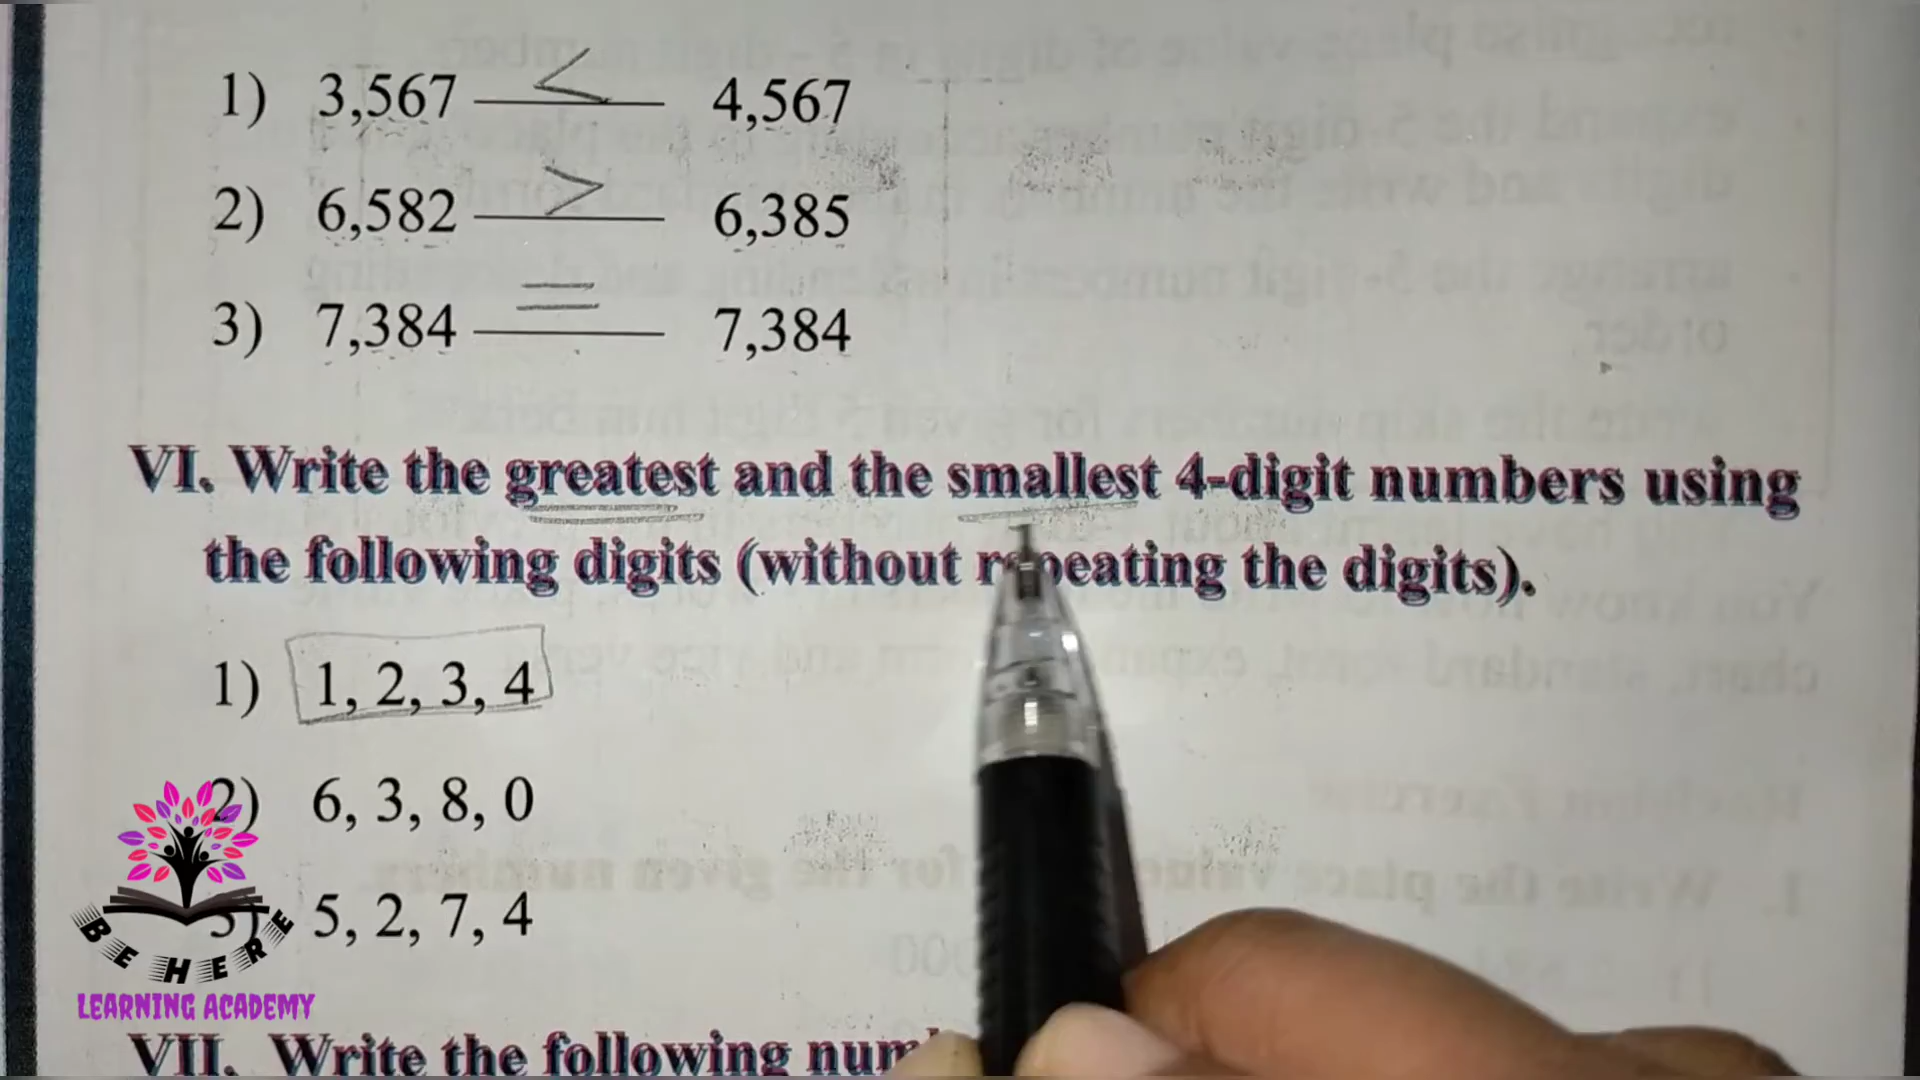 1) 3,567 < 4,567
2) 6,582 > 6,385
3) 7,384 = 7,384
VI. Write the greatest and the smallest 4-digit numbers using
the following digits (without repeating the digits).
1) 1, 2, 3, 4
2) 6, 3, 8, 0
3) 5, 2, 7, 4
BE HERE
LEARNING ACADEMY
VII. Write the following